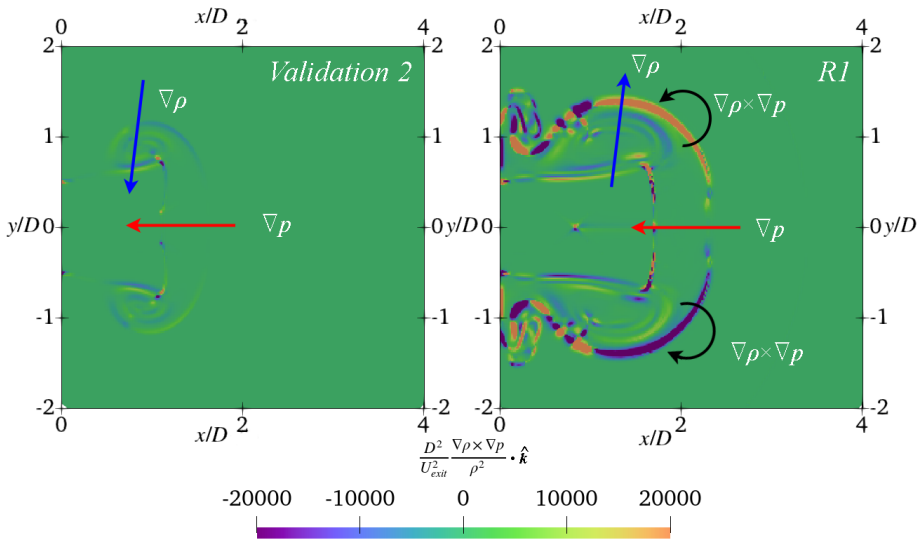 x/D x/D
0 2 4 0 2 4
2 Validation 2 2 2 R1 2
∇ρ ∇ρ ∇ρ×∇p
1 1 1 1
y/D 0 ∇p 0 y/D 0 ∇p 0 y/D
-1 -1 -1 ∇ρ×∇p -1
-2 -2 -2 -2
0 2 4 0 2 4
x/D x/D
D²/U²exit ∇ρ×∇p/ρ² · k̂
-20000 -10000 0 10000 20000